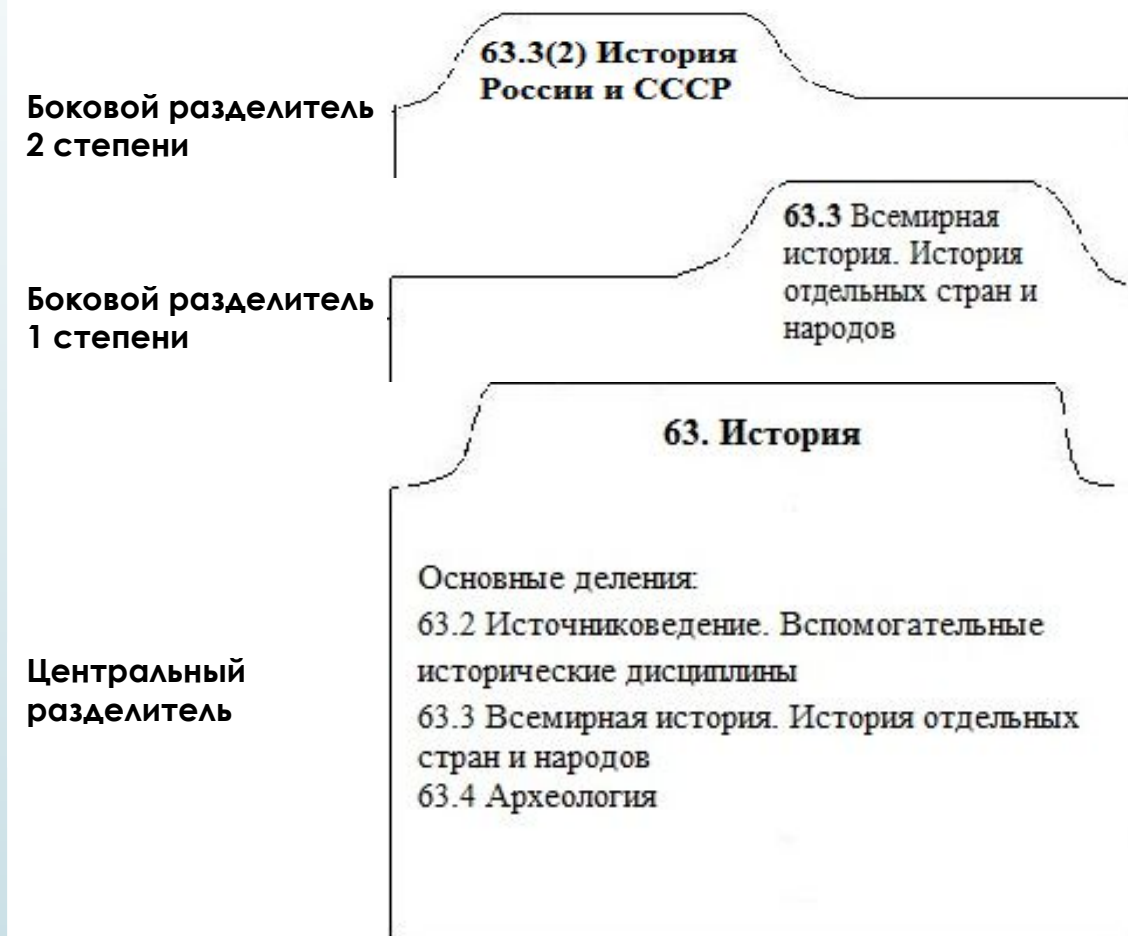 63.3(2) История
России и СССР
Боковой разделитель
2 степени
63.3 Всемирная
история. История
отдельных стран и
народов
Боковой разделитель
1 степени
63. История
Основные деления:
63.2 Источниковедение. Вспомогательные
исторические дисциплины
63.3 Всемирная история. История отдельных
стран и народов
63.4 Археология
Центральный
разделитель